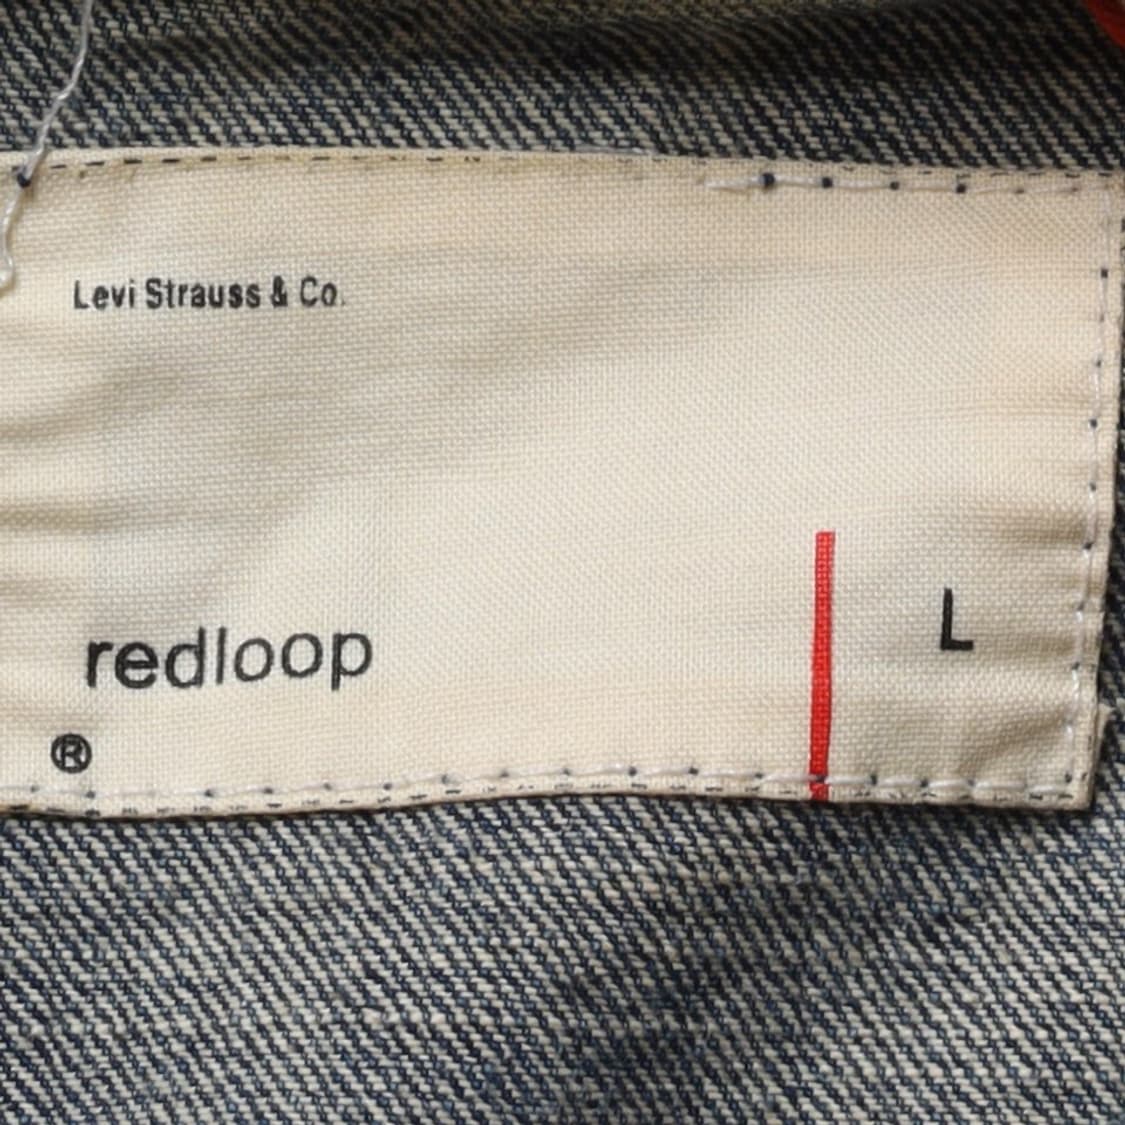 Levi Strauss & Co.
redloop
L
®